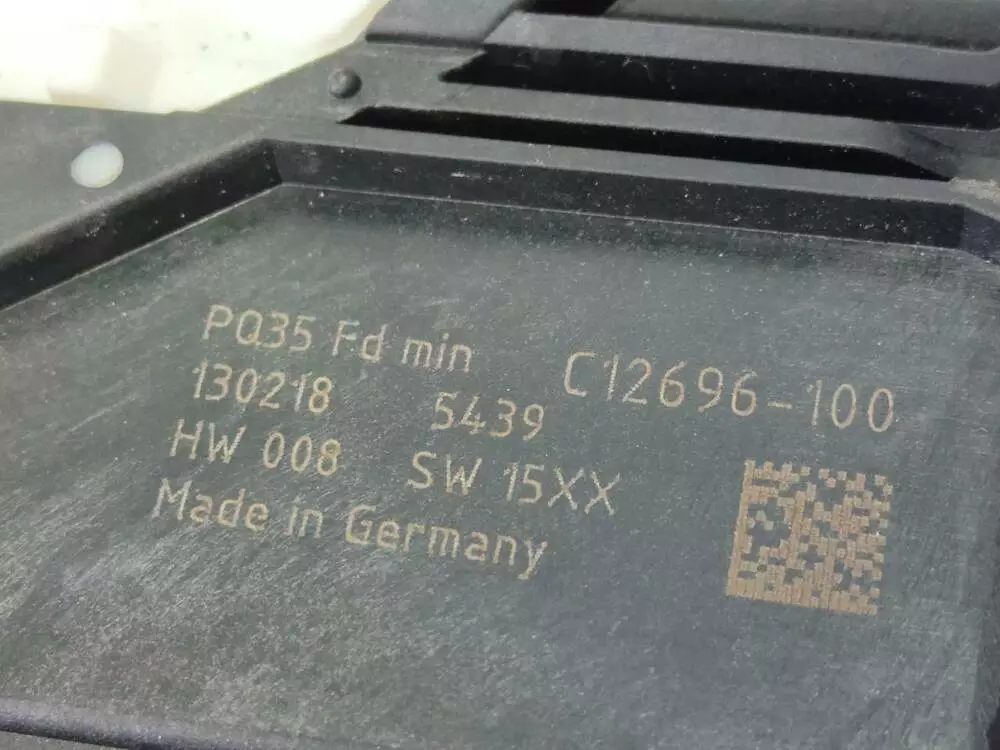 PQ35 Fd min C12696-100
130218 5439
HW 008 SW 15XX
Made in Germany